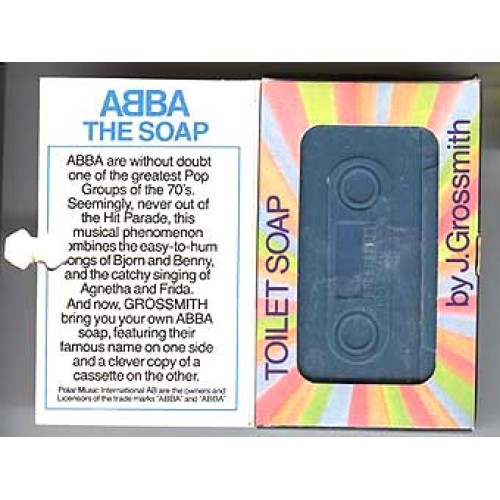 ABBA
THE SOAP
ABBA are without doubt
one of the greatest Pop
Groups of the 70's.
Seemingly, never out of
the Hit Parade, this
musical phenomenon
ombines the easy-to-hum
ongs of Bjorn and Benny,
and the catchy singing of
Agnetha and Frida.
And now, GROSSMITH
bring you your own ABBA
soap, featuring their
famous name on one side
and a clever copy of a
cassette on the other.
Polar Music International AB are the owners and
Licensors of the trade marks "ABBA" and "ABBA"
TOILET SOAP
by J. Grossmith